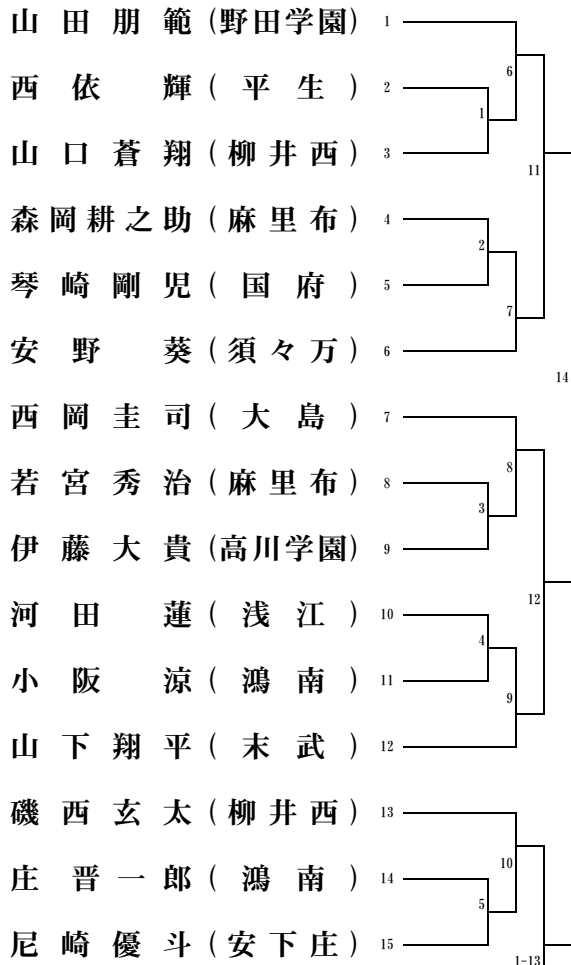 山田朋範(野田学園) 1
西依輝(平生) 2
山口蒼翔(柳井西) 3
森岡耕之助(麻里布) 4
琴崎剛児(国府) 5
安野葵(須々万) 6
西岡圭司(大島) 7
若宮秀治(麻里布) 8
伊藤大貴(高川学園) 9
河田蓮(浅江) 10
小阪涼(鴻南) 11
山下翔平(末武) 12
磯西玄太(柳井西) 13
庄晋一郎(鴻南) 14
尼崎優斗(安下庄) 15
1
2
3
4
5
6
7
8
9
10
11
12
1-13
14